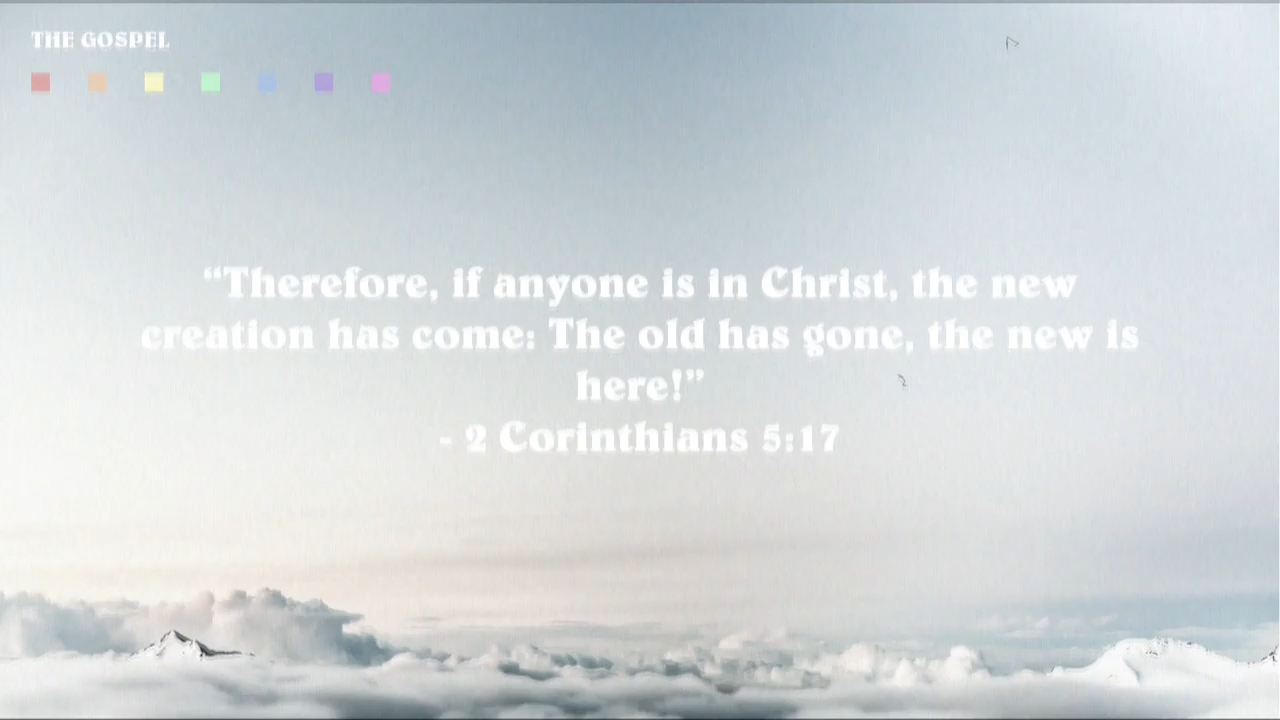 THE GOSPEL
“Therefore, if anyone is in Christ, the new
creation has come: The old has gone, the new is
here!”
- 2 Corinthians 5:17